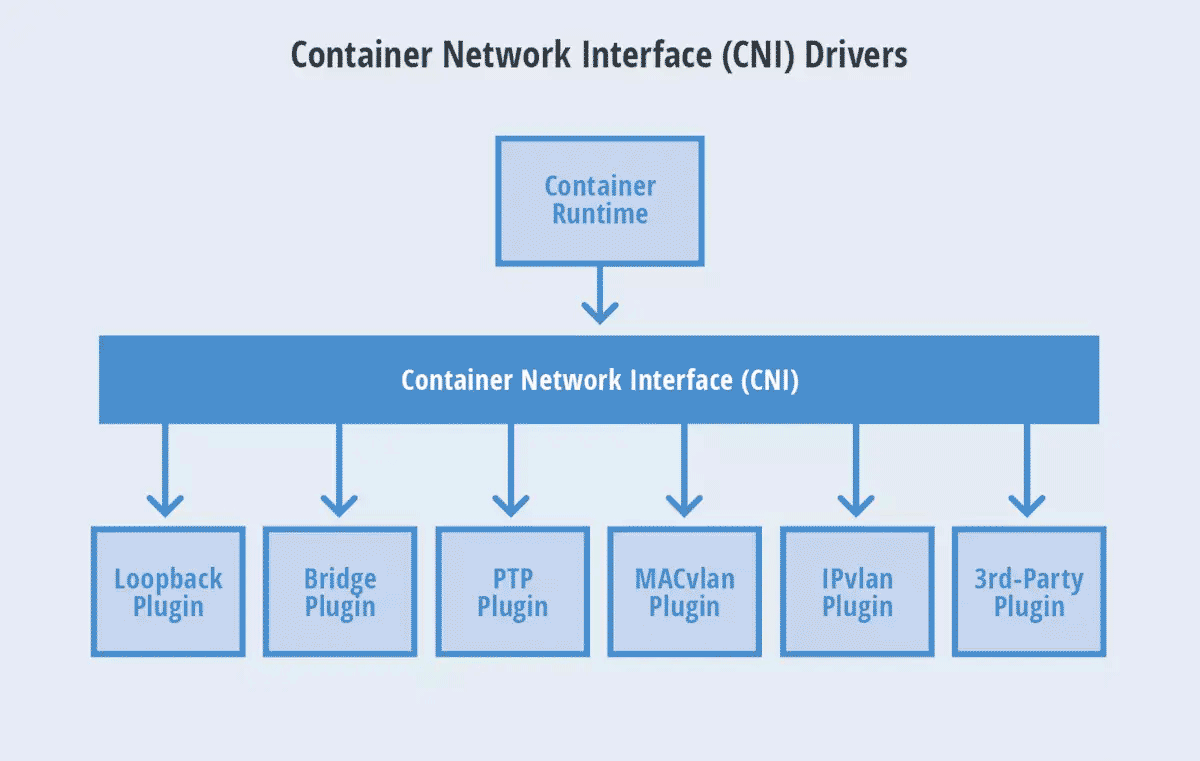 Container Network Interface (CNI) Drivers
Container
Runtime
Container Network Interface (CNI)
Loopback
Plugin
Bridge
Plugin
PTP
Plugin
MACvlan
Plugin
IPvlan
Plugin
3rd-Party
Plugin